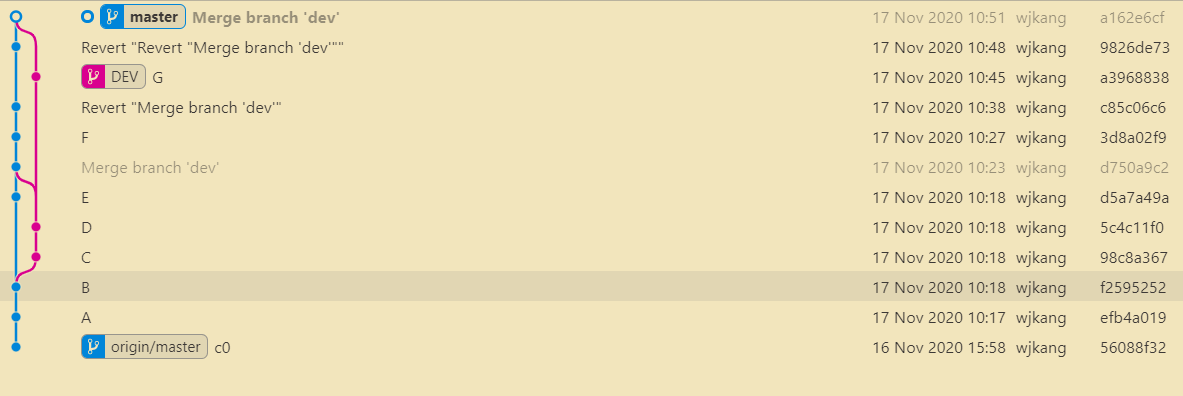 master Merge branch 'dev' 17 Nov 2020 10:51 wjkang a162e6cf
Revert "Revert "Merge branch 'dev'"" 17 Nov 2020 10:48 wjkang 9826de73
DEV G 17 Nov 2020 10:45 wjkang a3968838
Revert "Merge branch 'dev'" 17 Nov 2020 10:38 wjkang c85c06c6
F 17 Nov 2020 10:27 wjkang 3d8a02f9
Merge branch 'dev' 17 Nov 2020 10:23 wjkang d750a9c2
E 17 Nov 2020 10:18 wjkang d5a7a49a
D 17 Nov 2020 10:18 wjkang 5c4c11f0
C 17 Nov 2020 10:18 wjkang 98c8a367
B 17 Nov 2020 10:18 wjkang f2595252
A 17 Nov 2020 10:17 wjkang efb4a019
origin/master c0 16 Nov 2020 15:58 wjkang 56088f32